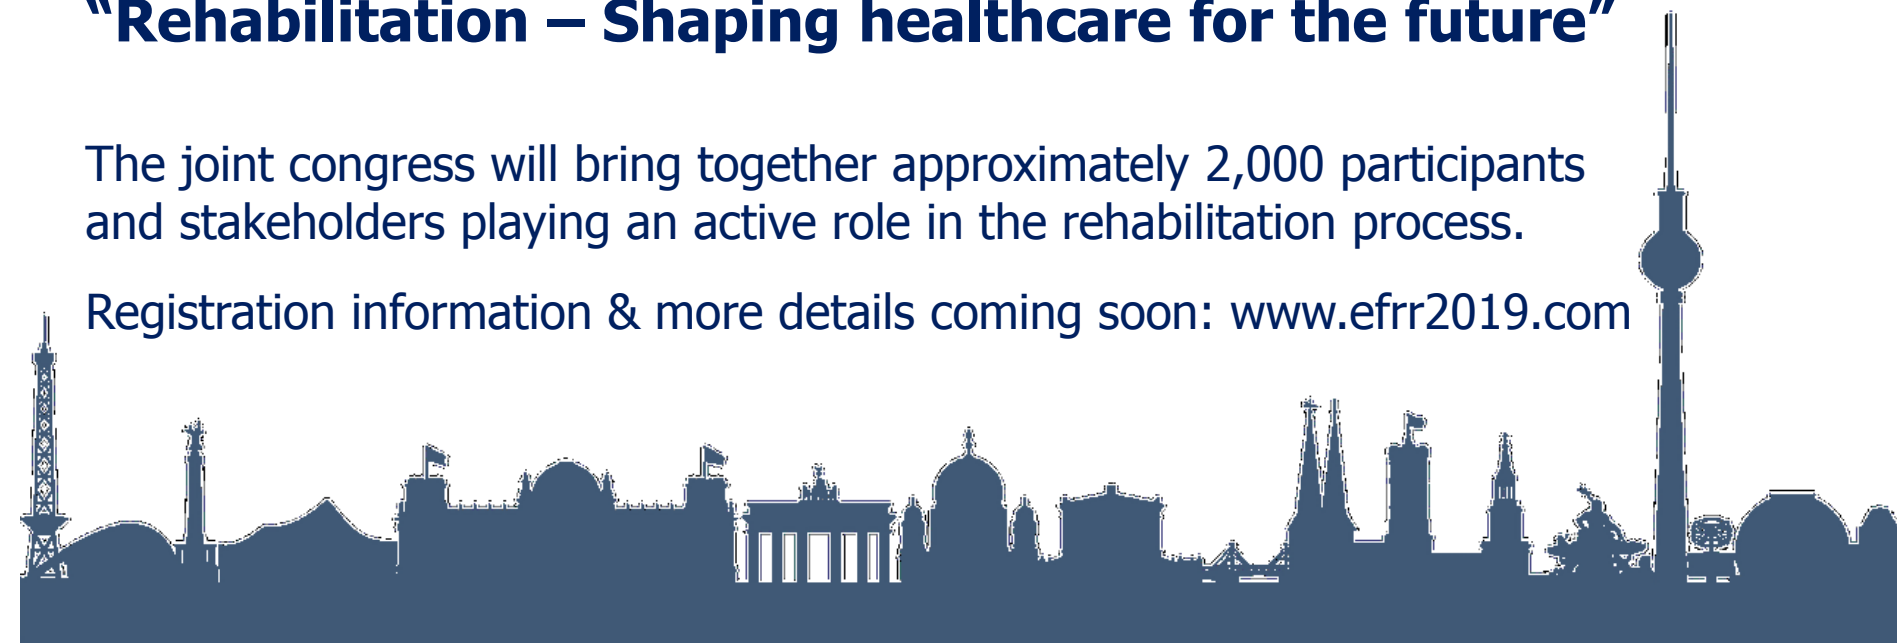 “Rehabilitation – Shaping healthcare for the future”
The joint congress will bring together approximately 2,000 participants
and stakeholders playing an active role in the rehabilitation process.
Registration information & more details coming soon: www.efrr2019.com